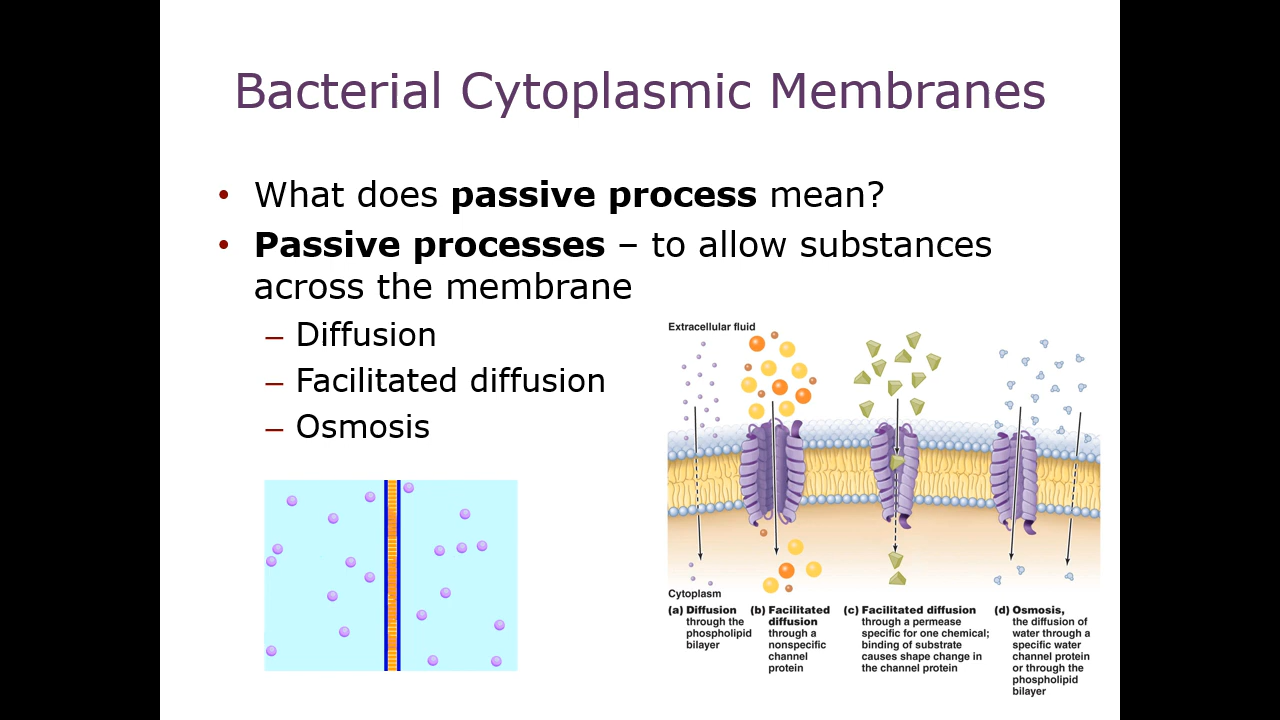 Bacterial Cytoplasmic Membranes
• What does passive process mean?
• Passive processes – to allow substances
across the membrane
– Diffusion
– Facilitated diffusion
– Osmosis
Extracellular fluid
Cytoplasm
(a) Diffusion
through the
phospholipid
bilayer
(b) Facilitated
diffusion
through a
nonspecific
channel
protein
(c) Facilitated diffusion
through a permease
specific for one chemical;
binding of substrate
causes shape change in
the channel protein
(d) Osmosis,
the diffusion of
water through a
specific water
channel protein
or through the
phospholipid
bilayer